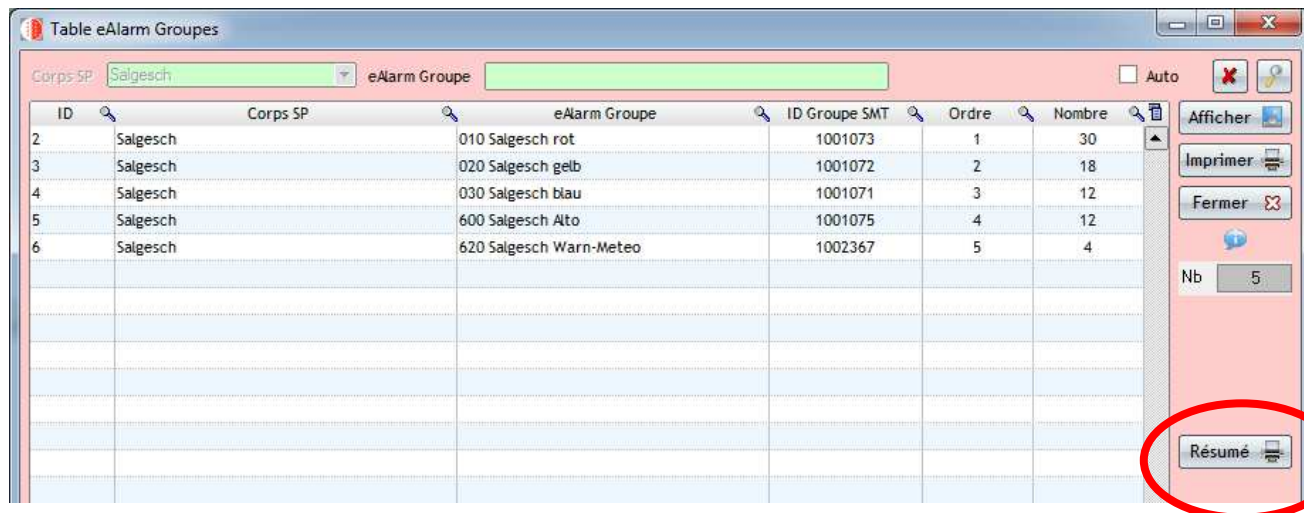 Table eAlarm Groupes
Corps SP Salgesch eAlarm Groupe Auto
ID Corps SP eAlarm Groupe ID Groupe SMT Ordre Nombre Afficher
2 Salgesch 010 Salgesch rot 1001073 1 30
3 Salgesch 020 Salgesch gelb 1001072 2 18 Imprimer
4 Salgesch 030 Salgesch blau 1001071 3 12
5 Salgesch 600 Salgesch Alto 1001075 4 12 Fermer
6 Salgesch 620 Salgesch Warn-Meteo 1002367 5 4
Nb 5
Résumé